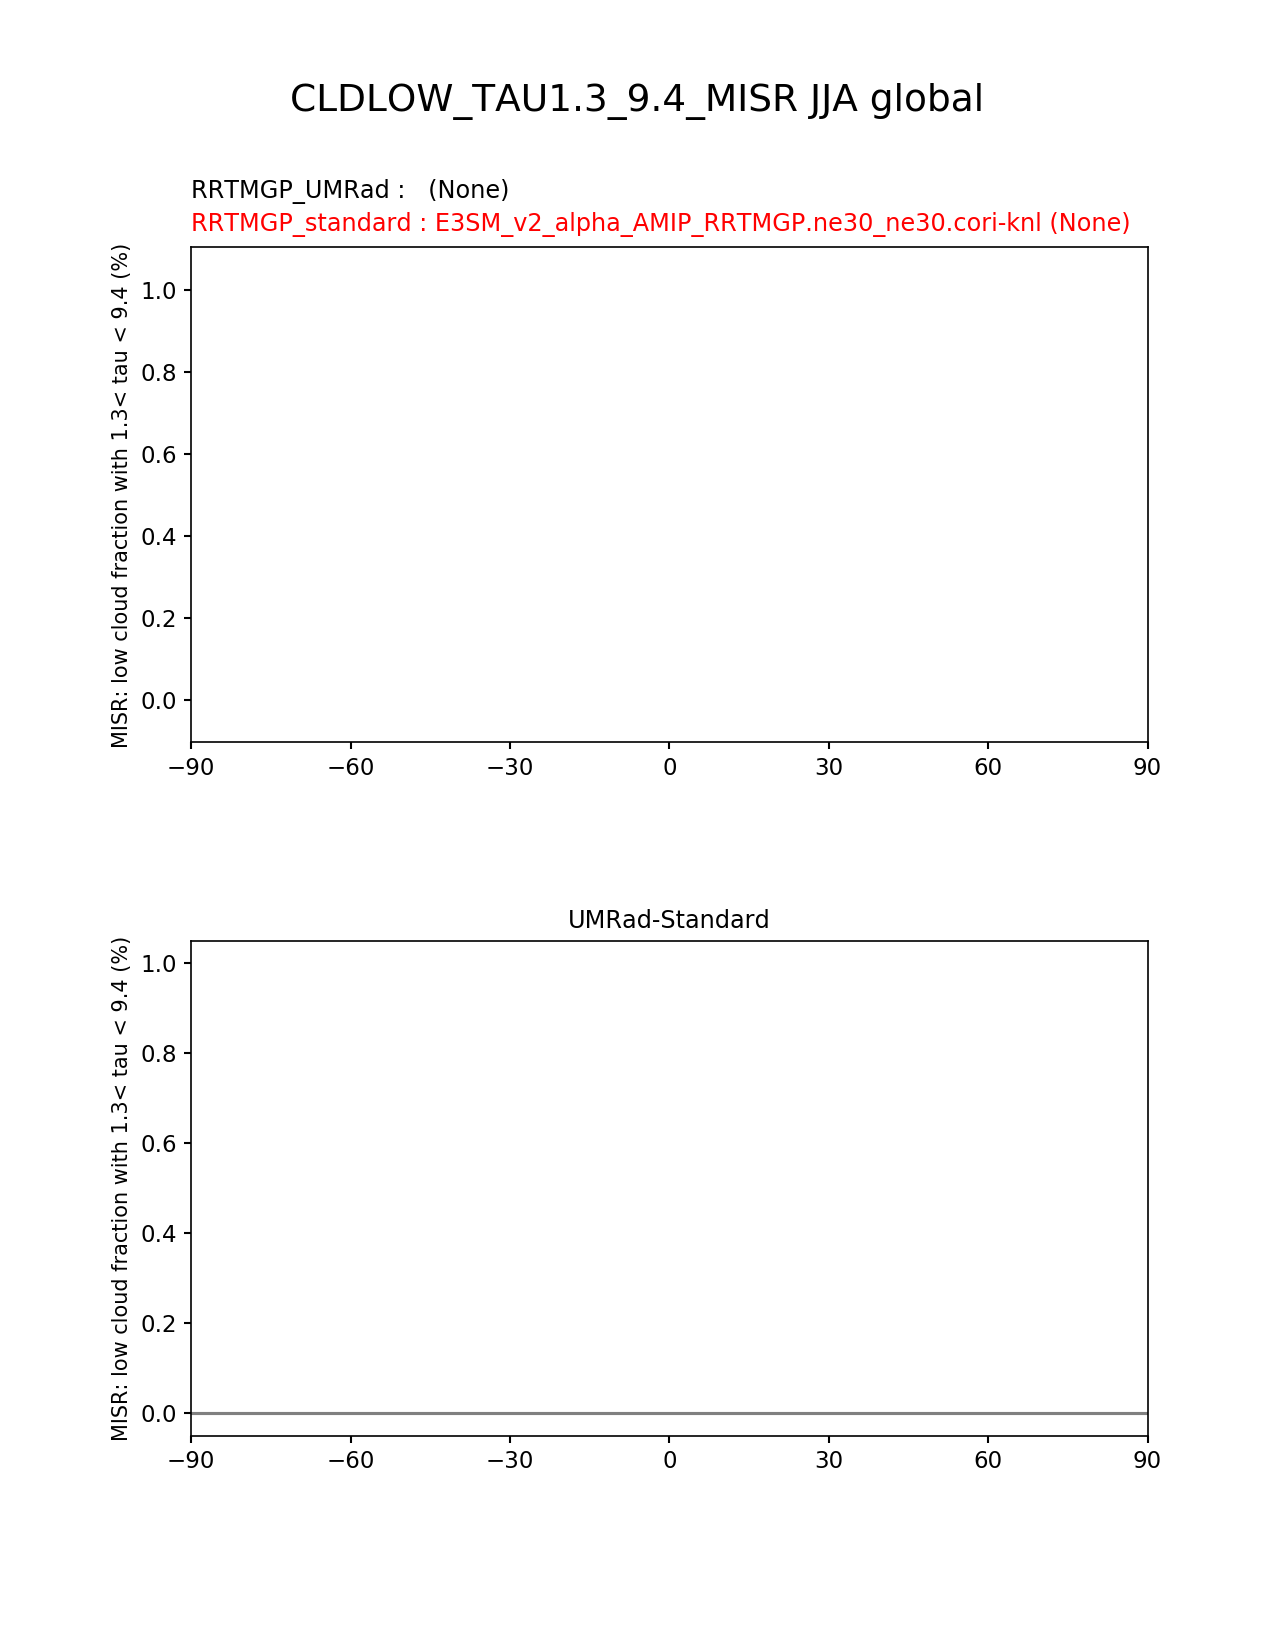 CLDLOW_TAU1.3_9.4_MISR JJA global
RRTMGP_UMRad :   (None)
RRTMGP_standard : E3SM_v2_alpha_AMIP_RRTMGP.ne30_ne30.cori-knl (None)
MISR: low cloud fraction with 1.3< tau < 9.4 (%)
1.0
0.8
0.6
0.4
0.2
0.0
−90 −60 −30 0 30 60 90
UMRad-Standard
MISR: low cloud fraction with 1.3< tau < 9.4 (%)
1.0
0.8
0.6
0.4
0.2
0.0
−90 −60 −30 0 30 60 90